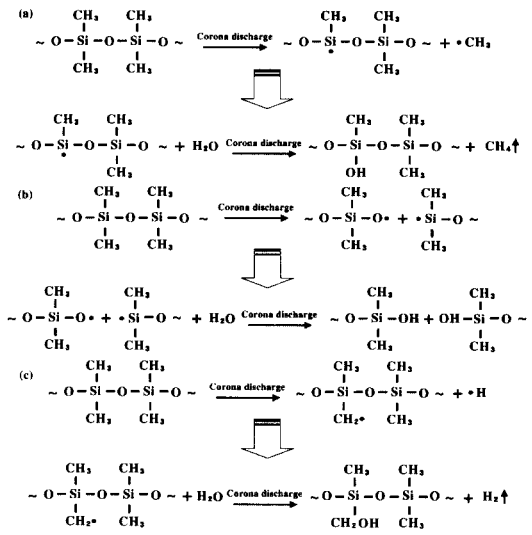 (a)
CH₃ CH₃ CH₃ CH₃
~ O – Si – O – Si – O – ~ Corona discharge ~ O – Si – O – Si – O – ~ + •CH₃
CH₃ CH₃ • CH₃
CH₃ CH₃ CH₃ CH₃
~ O – Si – O – Si – O – ~ + H₂O Corona discharge ~ O – Si – O – Si – O – ~ + CH₄↑
• CH₃ OH CH₃
(b)
CH₃ CH₃ CH₃ CH₃
~ O – Si – O – Si – O – ~ Corona discharge ~ O – Si – O• + •Si – O – ~
CH₃ CH₃ CH₃ CH₃
CH₃ CH₃ CH₃ CH₃
~ O – Si – O• + •Si – O – ~ + H₂O Corona discharge ~ O – Si – OH + OH – Si – O – ~
CH₃ CH₃ CH₃ CH₃
(c)
CH₃ CH₃ CH₃ CH₃
~ O – Si – O – Si – O – ~ Corona discharge ~ O – Si – O – Si – O – ~ + •H
CH₃ CH₃ CH₂• CH₃
CH₃ CH₃ CH₃ CH₃
~ O – Si – O – Si – O – ~ + H₂O Corona discharge ~ O – Si – O – Si – O – ~ + H₂↑
CH₂• CH₃ CH₂OH CH₃